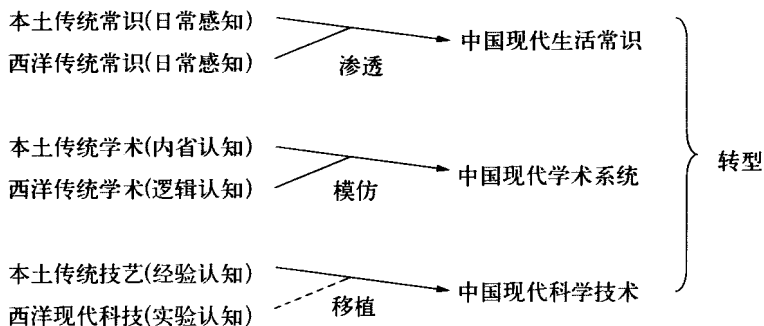 本土传统常识(日常感知)
西洋传统常识(日常感知)
渗透
中国现代生活常识
本土传统学术(内省认知)
西洋传统学术(逻辑认知)
模仿
中国现代学术系统
本土传统技艺(经验认知)
西洋现代科技(实验认知)
移植
中国现代科学技术
转型